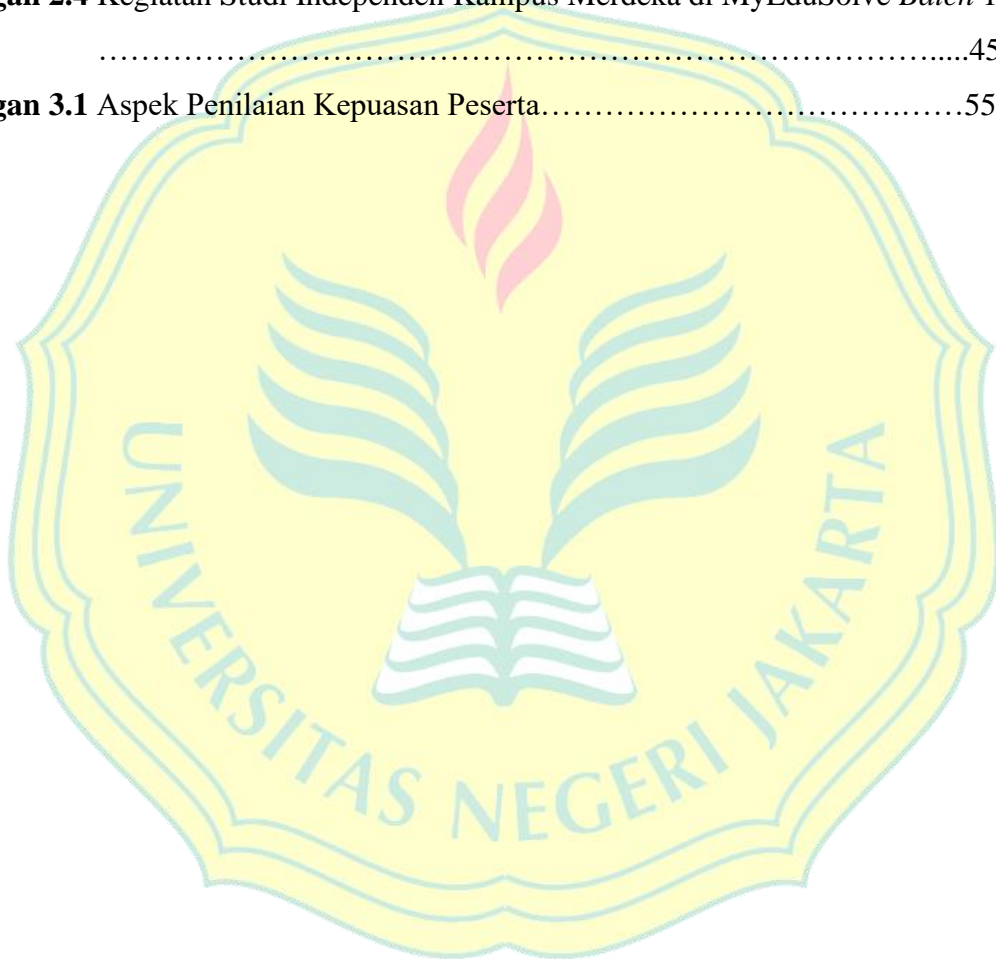 gan 2.4 Kegiatan Studi Independen Kampus Merdeka di MyEduSolve Batch 1
……………………………………………………………………......45
gan 3.1 Aspek Penilaian Kepuasan Peserta…………………………….……55
UNIVERSITAS NEGERI JAKARTA